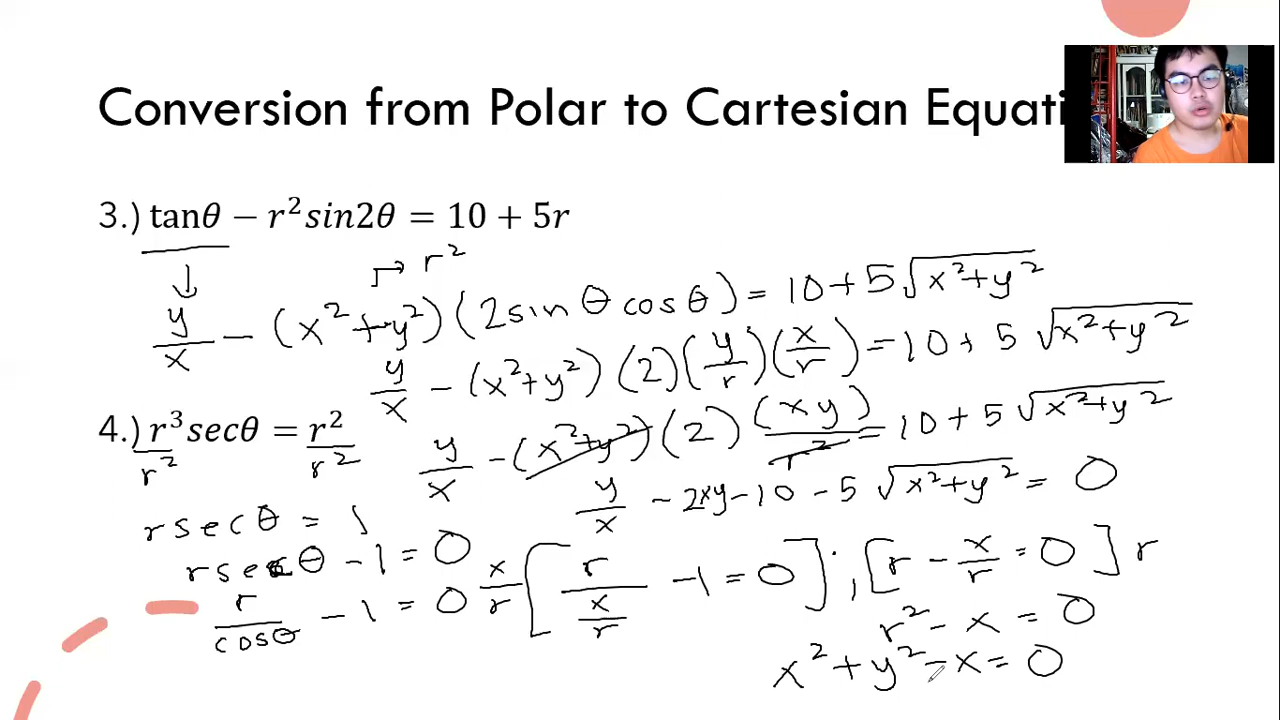 Conversion from Polar to Cartesian Equati
3.) tanθ − r²sin2θ = 10 + 5r
r²
y/x − (x²+y²)(2sinθcosθ) = 10+5√(x²+y²)
y/x − (x²+y²)(2)(y/r)(x/r) = 10+5√(x²+y²)
y/x − (x²+y²)(2)(xy)/r² = 10+5√(x²+y²)
y/x − 2xy − 10 − 5√(x²+y²) = 0
4.) r³secθ = r²
r² r²
rsecθ = 1
rsecθ − 1 = 0
r/cosθ − 1 = 0
x/r [r/(x/r) − 1 = 0] ; [r − x/r = 0] r
r² − x = 0
x² + y² − x = 0